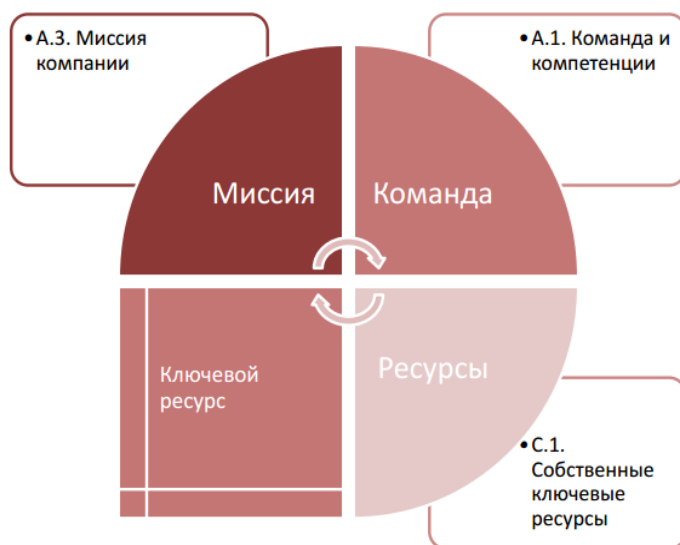 • А.3. Миссия
компании
• А.1. Команда и
компетенции
Миссия
Команда
Ключевой
ресурс
Ресурсы
• С.1.
Собственные
ключевые
ресурсы